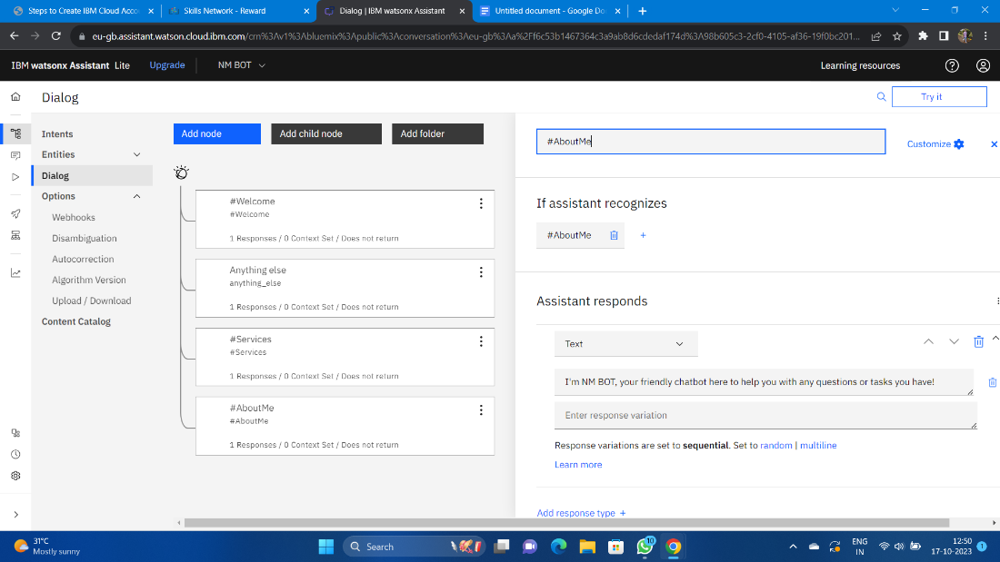 Steps to Create IBM Cloud Acco
Skills Network - Reward
Dialog | IBM watsonx Assistant
Untitled document - Google Do
eu-gb.assistant.watson.cloud.ibm.com/crn%3Av1%3Abluemix%3Apublic%3Aconversation%3Aeu-gb%3Aa%2Ff6c53b1467364c3a9ab8d6cdedaf174d%3A98b605c3-2cf0-4105-af36-19f0bc201...
IBM watsonx Assistant Lite
Upgrade
NM BOT
Learning resources
Dialog
Try it
Intents
Entities
Dialog
Options
Webhooks
Disambiguation
Autocorrection
Algorithm Version
Upload / Download
Content Catalog
Add node
Add child node
Add folder
#Welcome
#Welcome
1 Responses / 0 Context Set / Does not return
Anything else
anything_else
1 Responses / 0 Context Set / Does not return
#Services
#Services
1 Responses / 0 Context Set / Does not return
#AboutMe
#AboutMe
1 Responses / 0 Context Set / Does not return
#AboutMe
Customize
If assistant recognizes
#AboutMe
Assistant responds
Text
I'm NM BOT, your friendly chatbot here to help you with any questions or tasks you have!
Enter response variation
Response variations are set to sequential. Set to random | multiline
Learn more
Add response type +
31°C
Mostly sunny
Search
10
ENG
IN
12:50
17-10-2023
1